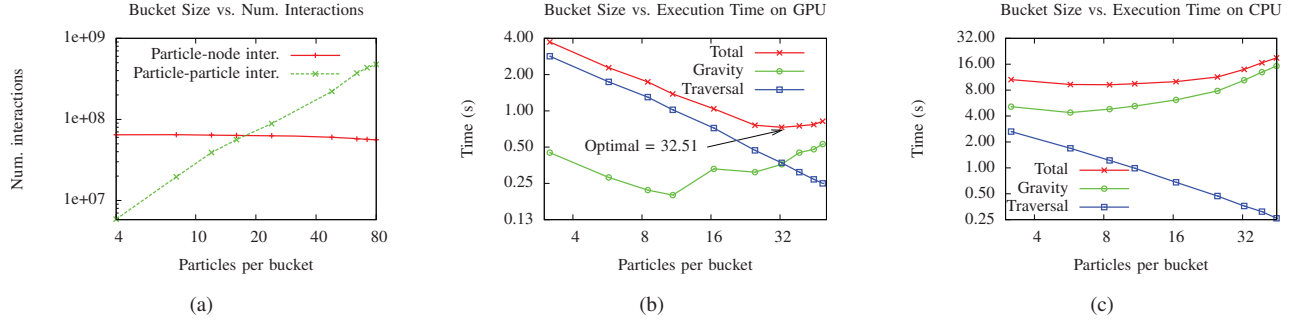 Bucket Size vs. Num. Interactions
1e+09
1e+08
1e+07
Num. interactions
Particle-node inter.
Particle-particle inter.
4 10 20 40 80
Particles per bucket
(a)
Bucket Size vs. Execution Time on GPU
4.00
2.00
1.00
0.50
0.25
0.13
Time (s)
Total
Gravity
Traversal
Optimal = 32.51
4 8 16 32
Particles per bucket
(b)
Bucket Size vs. Execution Time on CPU
32.00
16.00
8.00
4.00
2.00
1.00
0.50
0.25
Time (s)
Total
Gravity
Traversal
4 8 16 32
Particles per bucket
(c)